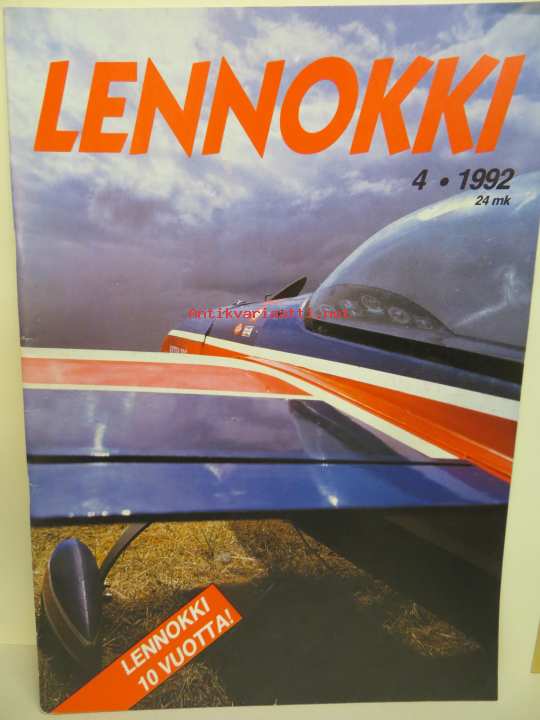 LENNOKKI
4 • 1992
24 mk
Antikvariaatti.net
LENNOKKI
10 VUOTTA!